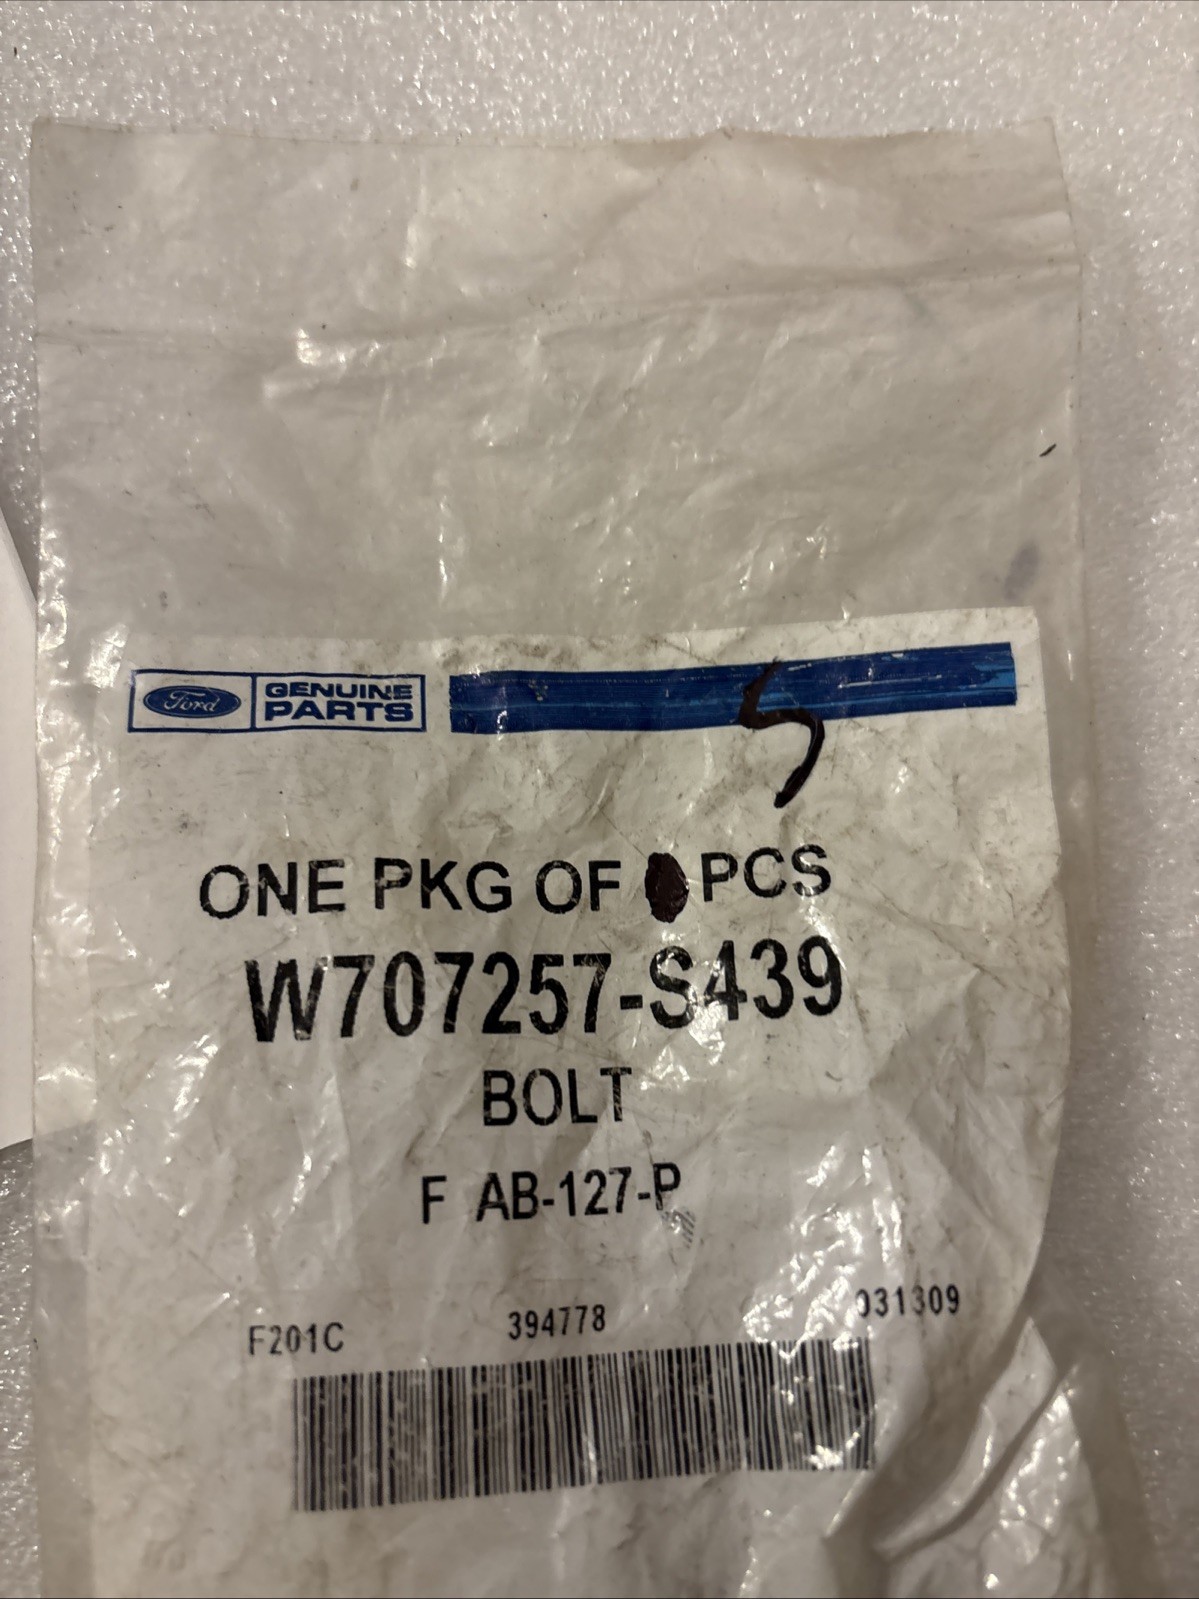 Ford GENUINE
PARTS
5
ONE PKG OF PCS
W707257-S439
BOLT
F AB-127-P
F201C 394778 031309